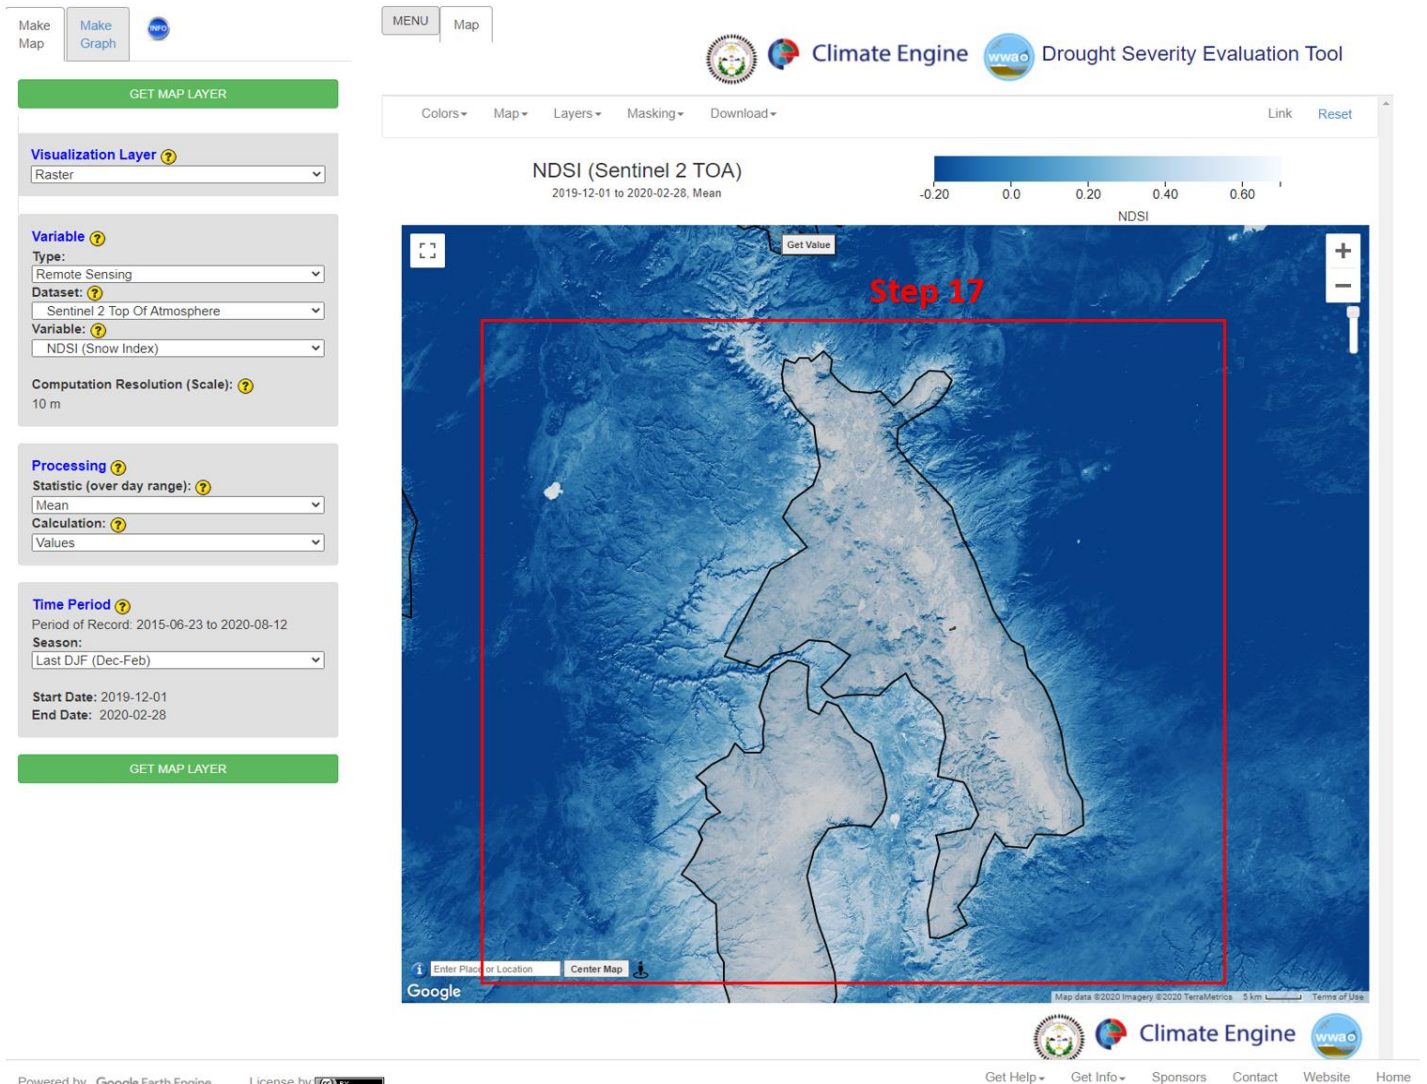 Make Map
Make Graph
INFO
GET MAP LAYER
Visualization Layer ?
Raster
Variable ?
Type:
Remote Sensing
Dataset: ?
Sentinel 2 Top Of Atmosphere
Variable: ?
NDSI (Snow Index)
Computation Resolution (Scale): ?
10 m
Processing ?
Statistic (over day range): ?
Mean
Calculation: ?
Values
Time Period ?
Period of Record: 2015-06-23 to 2020-08-12
Season:
Last DJF (Dec-Feb)
Start Date: 2019-12-01
End Date: 2020-02-28
GET MAP LAYER
MENU
Map
Climate Engine
wwao
Drought Severity Evaluation Tool
Colors Map Layers Masking Download
Link Reset
NDSI (Sentinel 2 TOA)
2019-12-01 to 2020-02-28, Mean
-0.20 0.0 0.20 0.40 0.60
NDSI
Get Value
+
−
Step 17
Enter Place or Location
Center Map
Google
Map data ©2020 Imagery ©2020 TerraMetrics 5 km Terms of Use
Climate Engine
wwao
Powered by Google Earth Engine License by
Get Help Get Info Sponsors Contact Website Home